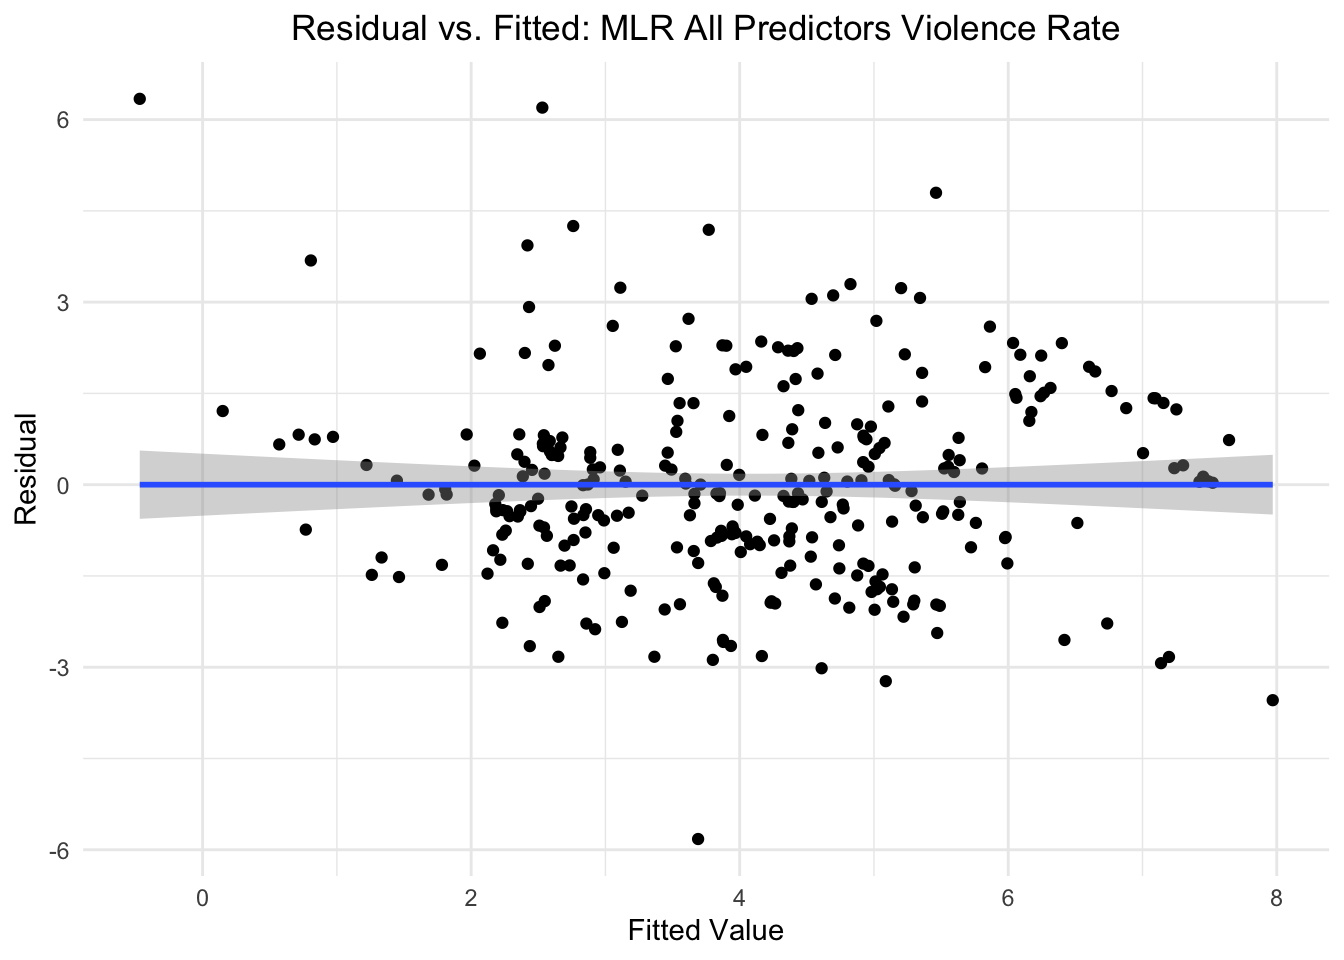 Residual vs. Fitted: MLR All Predictors Violence Rate
6
3
0
-3
-6
Residual
0 2 4 6 8
Fitted Value